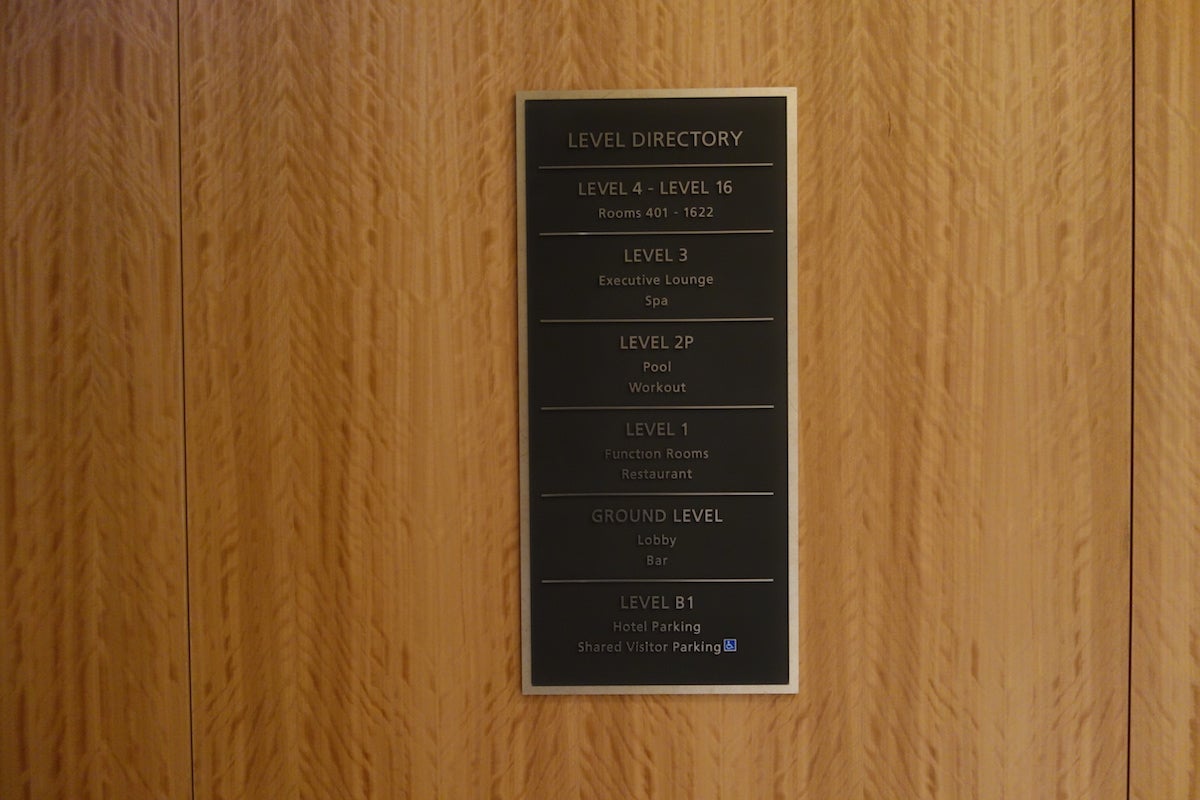 LEVEL DIRECTORY
LEVEL 4 - LEVEL 16
Rooms 401 - 1622
LEVEL 3
Executive Lounge
Spa
LEVEL 2P
Pool
Workout
LEVEL 1
Function Rooms
Restaurant
GROUND LEVEL
Lobby
Bar
LEVEL B1
Hotel Parking
Shared Visitor Parking